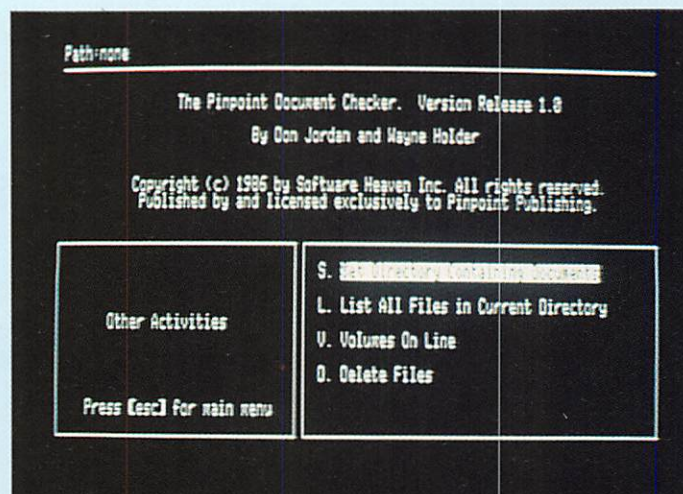 Path:none
The Pinpoint Document Checker. Version Release 1.0
By Don Jordan and Wayne Holder
Copyright (c) 1986 by Software Heaven Inc. All rights reserved.
Published by and licensed exclusively to Pinpoint Publishing.
Other Activities
Press [esc] for main menu
S. Set Directory Containing Documents
L. List All Files in Current Directory
V. Volumes On Line
D. Delete Files